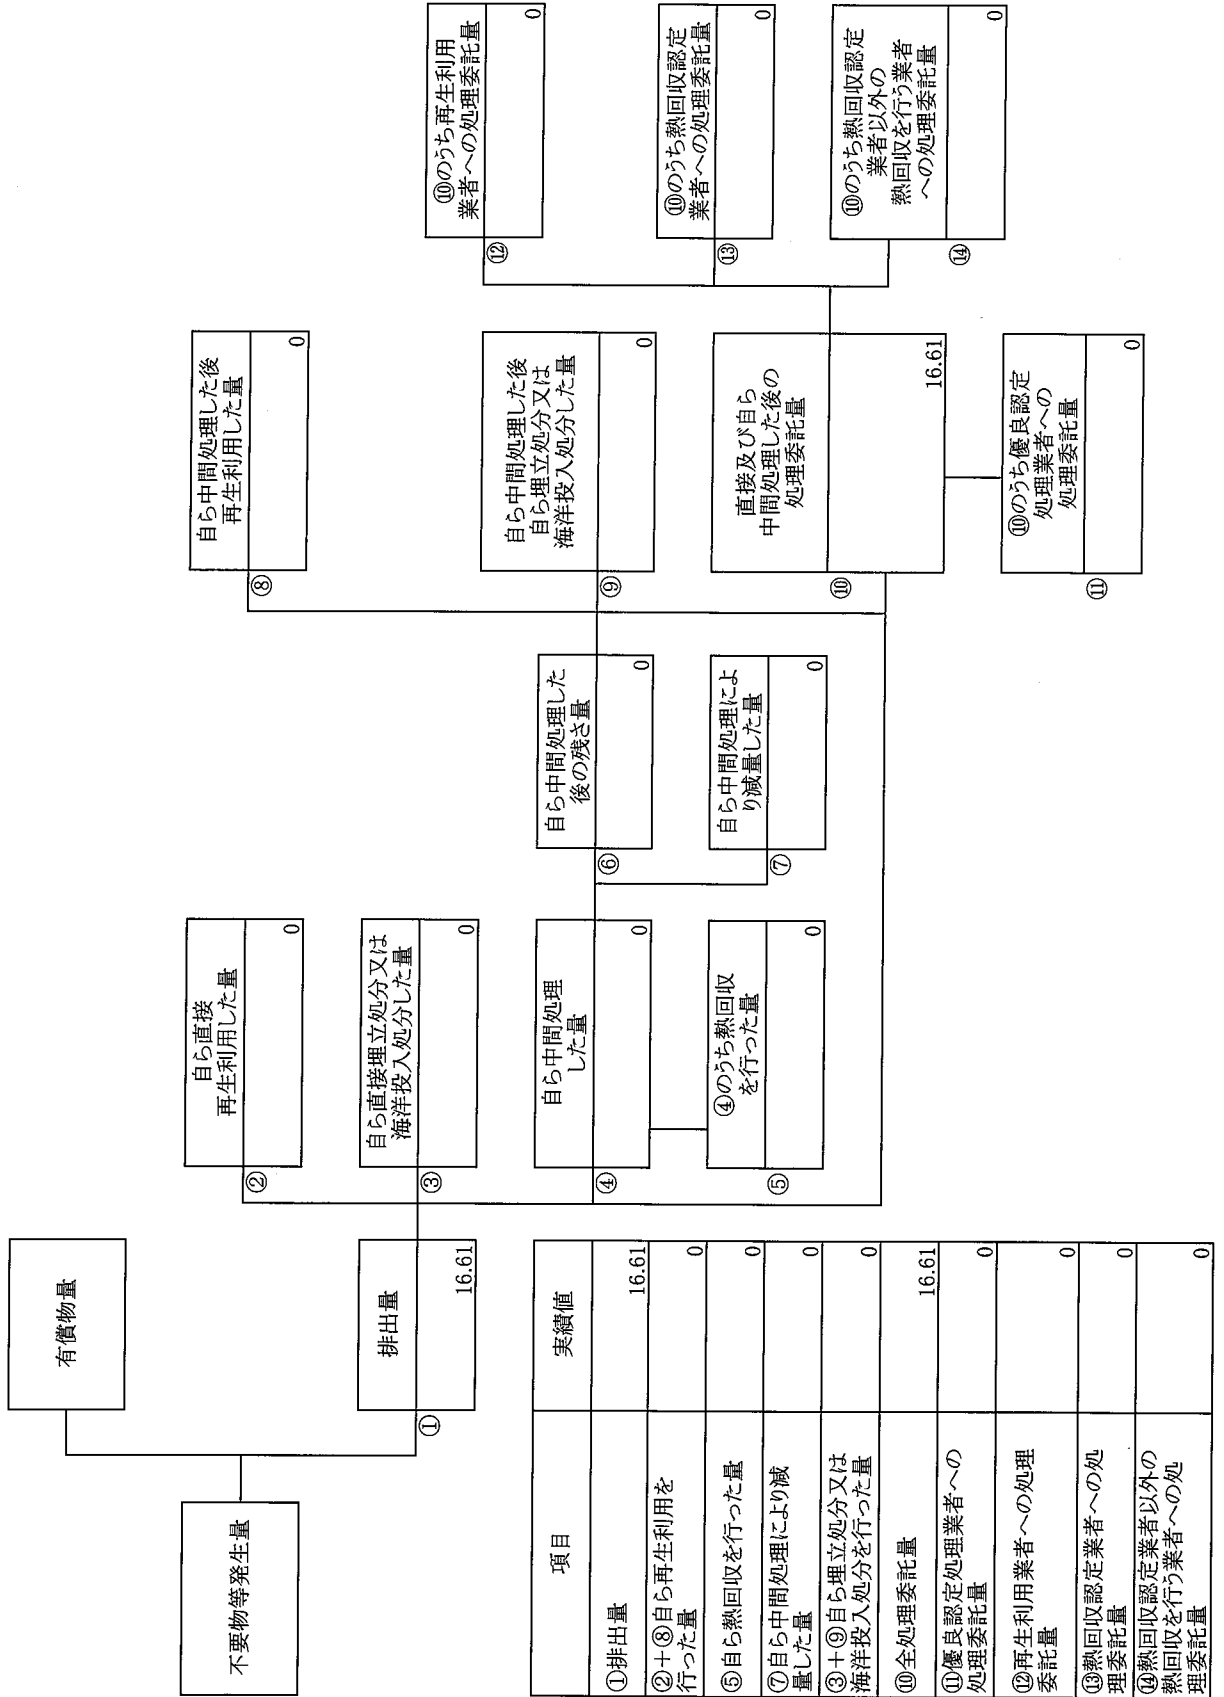 不要物等発生量
有償物量
①
排出量
16.61
②
自ら直接
再生利用した量
0
③
自ら直接埋立処分又は
海洋投入処分した量
0
④
自ら中間処理
した量
0
⑤
④のうち熱回収
を行った量
0
⑥
自ら中間処理した
後の残さ量
0
⑦
自ら中間処理によ
り減量した量
0
⑧
自ら中間処理した後
再生利用した量
0
⑨
自ら中間処理した後
自ら埋立処分又は
海洋投入処分した量
0
⑩
直接及び自ら
中間処理した後の
処理委託量
16.61
⑪
⑩のうち優良認定
処理業者への
処理委託量
0
⑫
⑩のうち再生利用
業者への処理委託量
0
⑬
⑩のうち熱回収認定
業者への処理委託量
0
⑭
⑩のうち熱回収認定
業者以外の
熱回収を行う業者
への処理委託量
0
項目 実績値
①排出量 16.61
②+⑧自ら再生利用を
行った量 0
⑤自ら熱回収を行った量 0
⑦自ら中間処理により減
量した量 0
③+⑨自ら埋立処分又は
海洋投入処分を行った量 0
⑩全処理委託量 16.61
⑪優良認定処理業者への
処理委託量 0
⑫再生利用業者への処理
委託量 0
⑬熱回収認定業者への処
理委託量 0
⑭熱回収認定業者以外の
熱回収を行う業者への処
理委託量 0